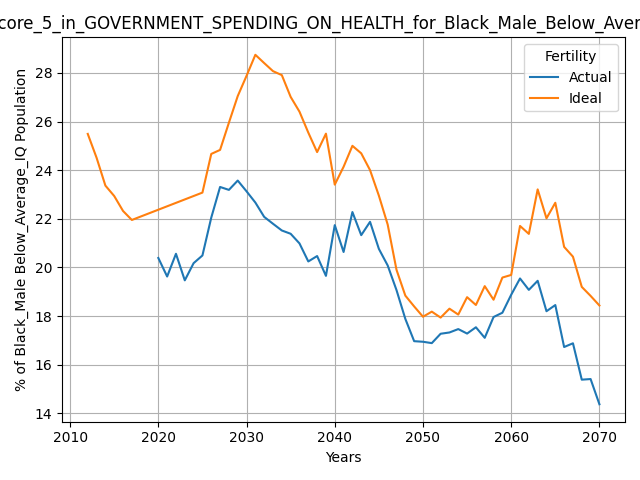 core_5_in_GOVERNMENT_SPENDING_ON_HEALTH_for_Black_Male_Below_Aver
% of Black_Male Below_Average_IQ Population
28
26
24
22
20
18
16
14
Fertility
Actual
Ideal
2010 2020 2030 2040 2050 2060 2070
Years